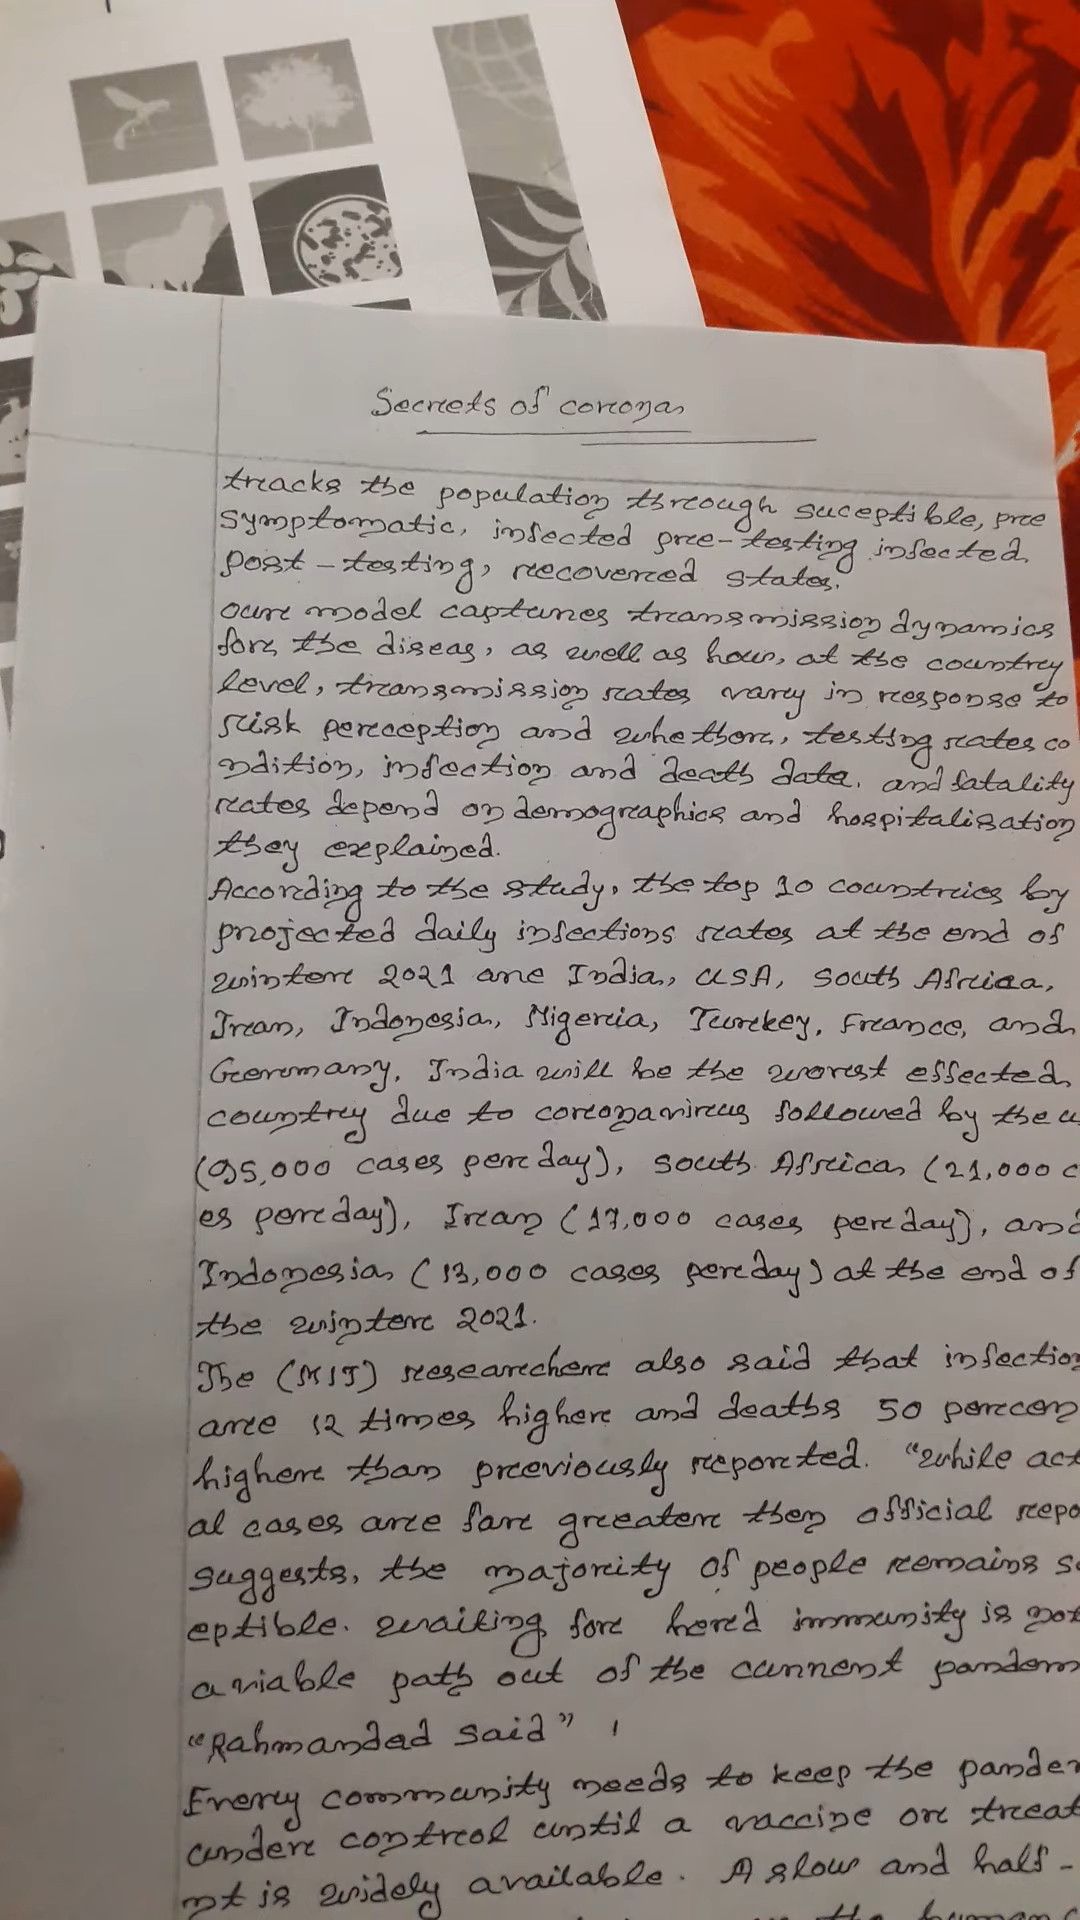 Secrets of corona
tracks the population through suceptible, pre
symptomatic, infected pre-testing infected
post-testing, recovered states.
our model captures transmission dynamics
for the diseas, as well as how, at the country
level, transmission rates vary in response to
risk perception and whether, testing rates co
ndition, infection and death data. and fatality
rates depend on demographics and hospitalisation
they explained.
According to the study, the top 10 countries by
projected daily infections rates at the end of
winter 2021 are India, USA, South Africa,
Iran, Indonesia, Nigeria, Turkey, France, and
Germany, India will be the worst effected
country due to coronavirus followed by the u
(95,000 cases per day), South Africa (21,000 c
es per day), Iran (17,000 cases per day), and
Indonesia (13,000 cases per day) at the end of
the winter 2021.
The (MIT) researcher also said that infection
are 12 times higher and deaths 50 percen
higher than previously reported. "while act
al cases are far greater then official repo
suggests, the majority of people remains s
eptible. waiting for herd immunity is not
a viable path out of the current pandem
"Rahmandad said"
Every community needs to keep the pandem
under control until a vaccine or treat
nt is widely available. A slow and half-
the human